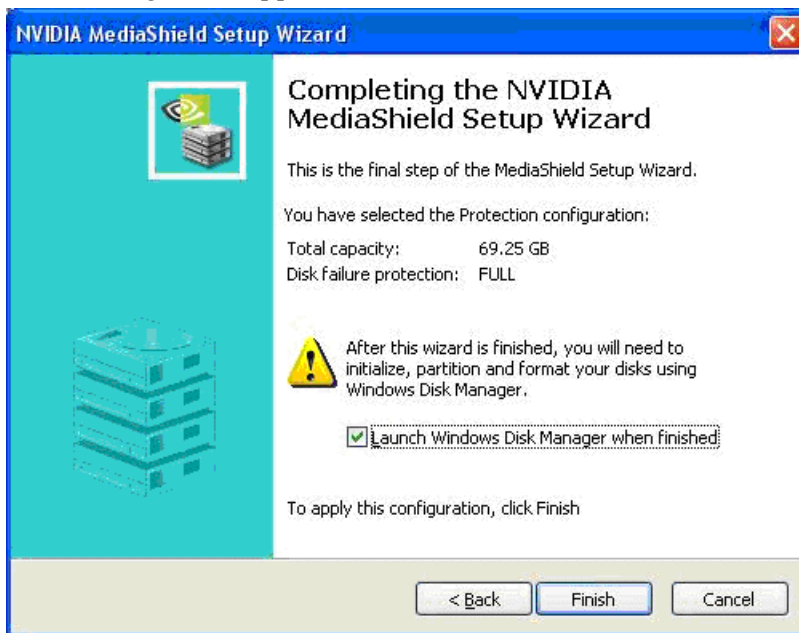 NVIDIA MediaShield Setup Wizard
Completing the NVIDIA
MediaShield Setup Wizard
This is the final step of the MediaShield Setup Wizard.
You have selected the Protection configuration:
Total capacity: 69.25 GB
Disk failure protection: FULL
After this wizard is finished, you will need to
initialize, partition and format your disks using
Windows Disk Manager.
Launch Windows Disk Manager when finished
To apply this configuration, click Finish
< Back Finish Cancel